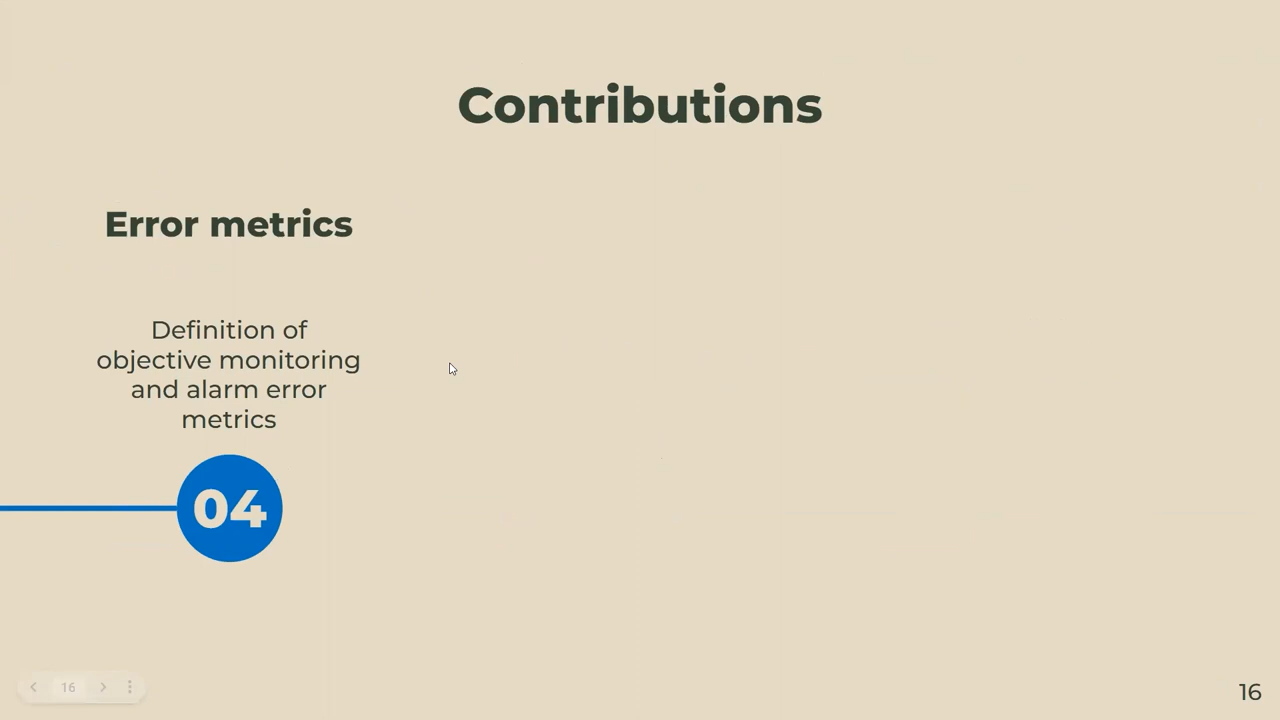 Contributions
Error metrics
Definition of
objective monitoring
and alarm error
metrics
04
16
16